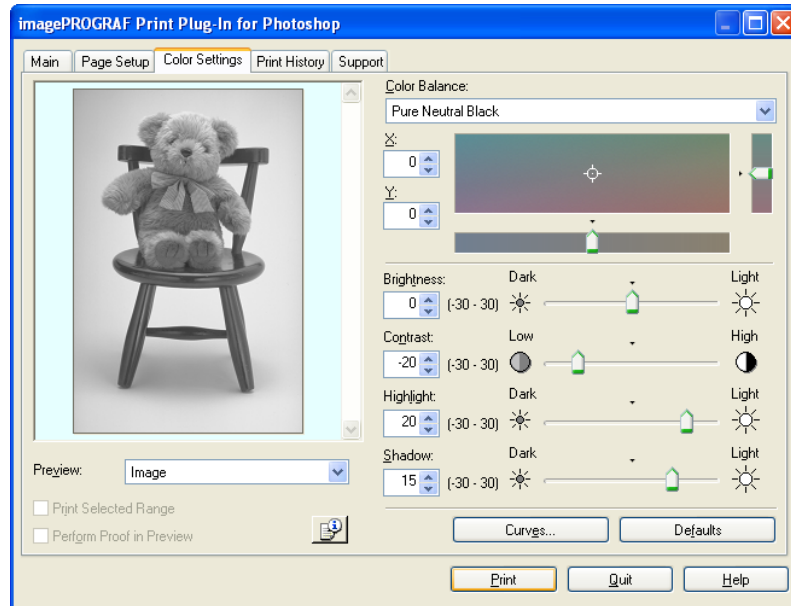 imagePROGRAF Print Plug-In for Photoshop
Main Page Setup Color Settings Print History Support
Color Balance:
Pure Neutral Black
X:
0
Y:
0
Brightness: Dark Light
0 (-30 - 30)
Contrast: Low High
-20 (-30 - 30)
Highlight: Dark Light
20 (-30 - 30)
Shadow: Dark Light
15 (-30 - 30)
Preview: Image
Print Selected Range
Perform Proof in Preview
Curves... Defaults
Print Quit Help